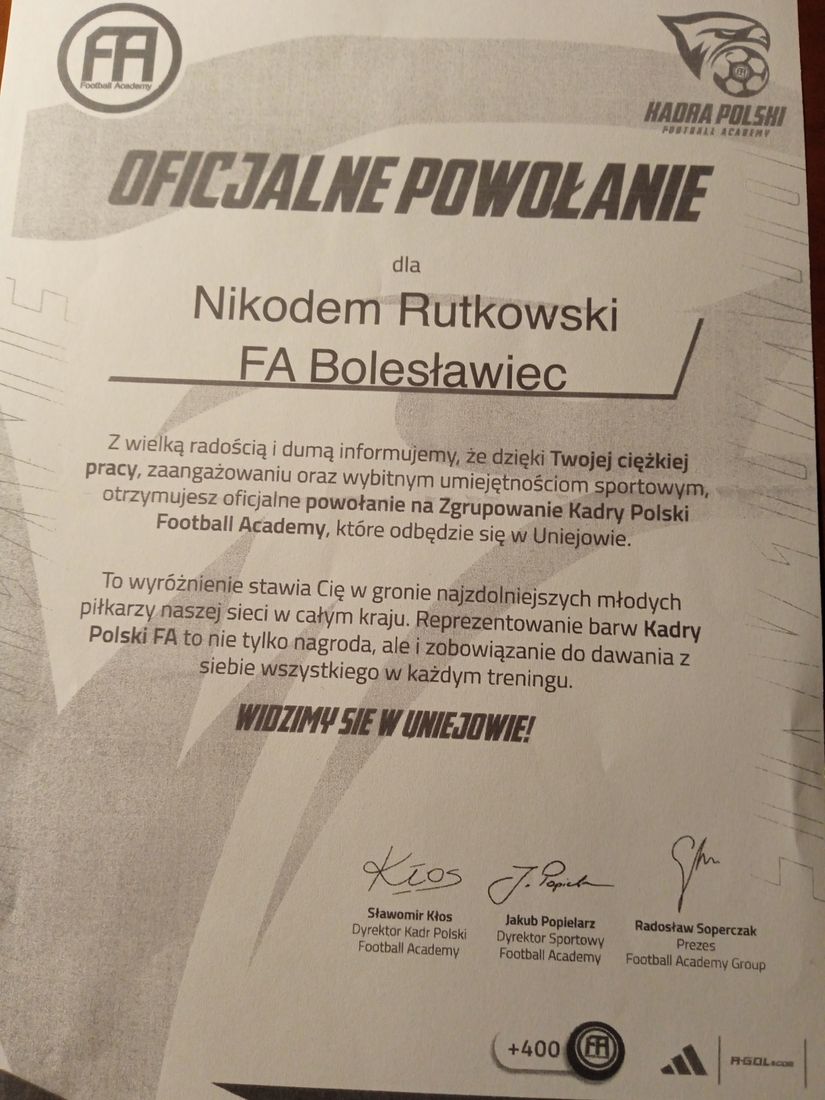 FA
Football Academy
KADRA POLSKI
FOOTBALL ACADEMY
OFICJALNE POWOŁANIE
dla
Nikodem Rutkowski
FA Bolesławiec
Z wielką radością i dumą informujemy, że dzięki Twojej ciężkiej
pracy, zaangażowaniu oraz wybitnym umiejętnościom sportowym,
otrzymujesz oficjalne powołanie na Zgrupowanie Kadry Polski
Football Academy, które odbędzie się w Uniejowie.
To wyróżnienie stawia Cię w gronie najzdolniejszych młodych
piłkarzy naszej sieci w całym kraju. Reprezentowanie barw Kadry
Polski FA to nie tylko nagroda, ale i zobowiązanie do dawania z
siebie wszystkiego w każdym treningu.
WIDZIMY SIE W UNIEJOWIE!
Kłos J. Popiel
Sławomir Kłos
Dyrektor Kadr Polski
Football Academy
Jakub Popielarz
Dyrektor Sportowy
Football Academy
Radosław Soperczak
Prezes
Football Academy Group
+400 FA
R-GOL.COM